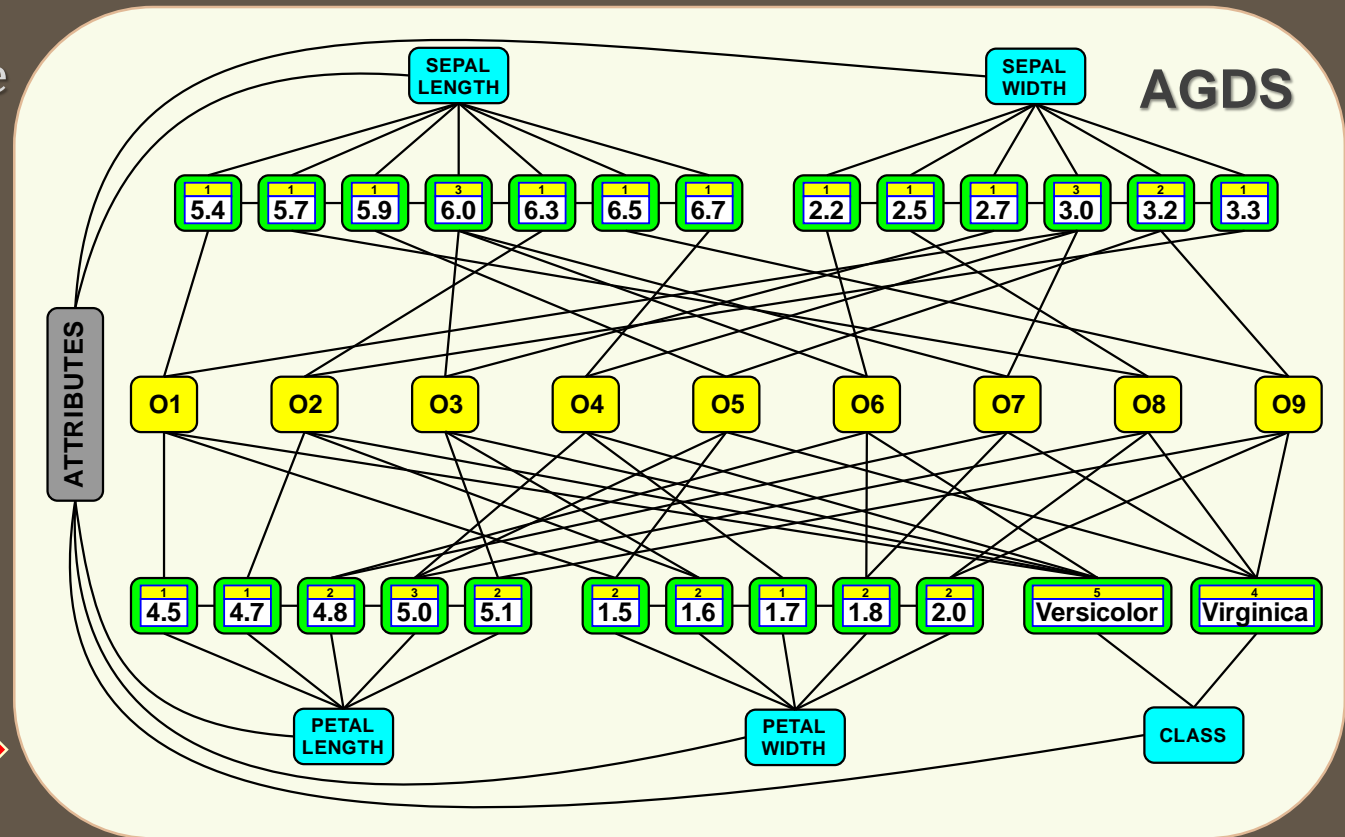 e
SEPAL
LENGTH
SEPAL
WIDTH
AGDS
1 1 1 3 1 1 1 1 1 1 3 2 1
5.4 5.7 5.9 6.0 6.3 6.5 6.7 2.2 2.5 2.7 3.0 3.2 3.3
ATTRIBUTES
O1 O2 O3 O4 O5 O6 O7 O8 O9
1 1 2 3 2 2 2 1 2 2 5 4
4.5 4.7 4.8 5.0 5.1 1.5 1.6 1.7 1.8 2.0 Versicolor Virginica
PETAL
LENGTH
PETAL
WIDTH
CLASS